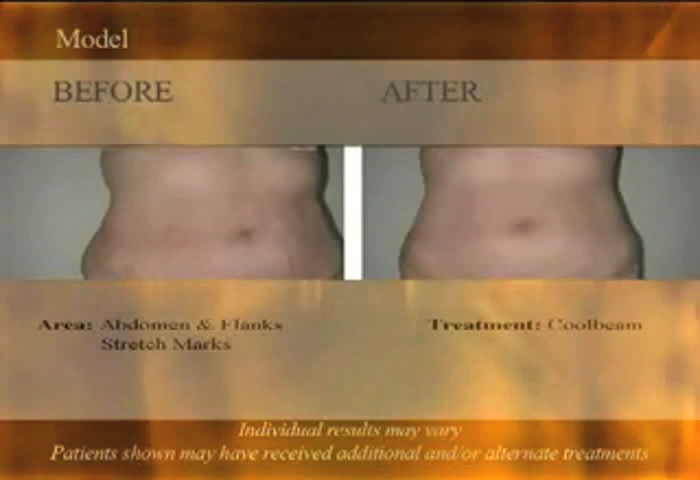 Model
BEFORE AFTER
Area: Abdomen & Flanks Treatment: Coolbeam
Stretch Marks
Individual results may vary
Patients shown may have received additional and/or alternate treatments